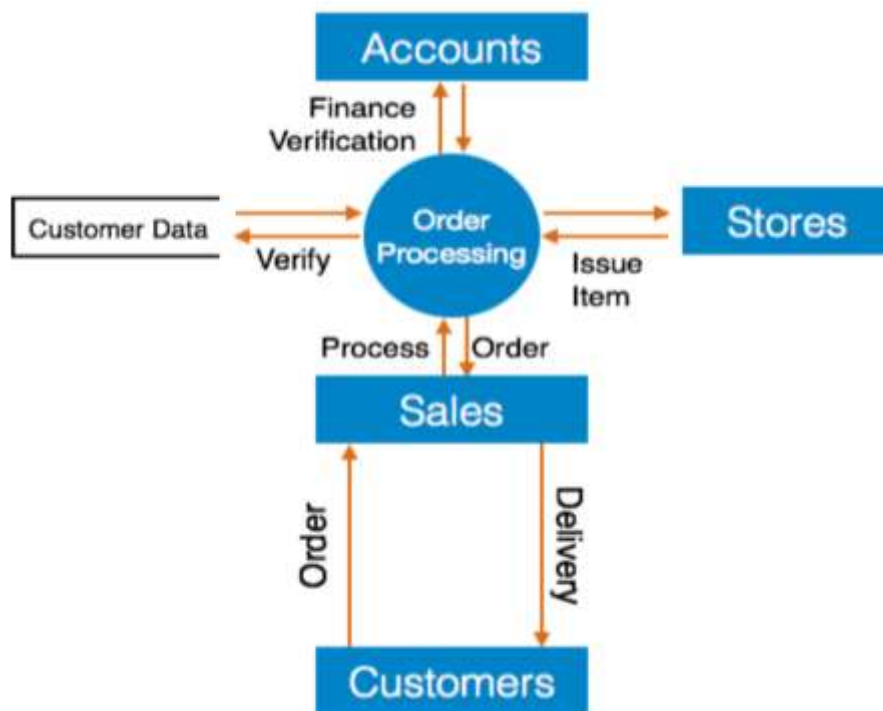 Accounts
Finance
Verification
Customer Data
Order
Processing
Stores
Verify
Issue
Item
Process
Order
Sales
Order
Delivery
Customers